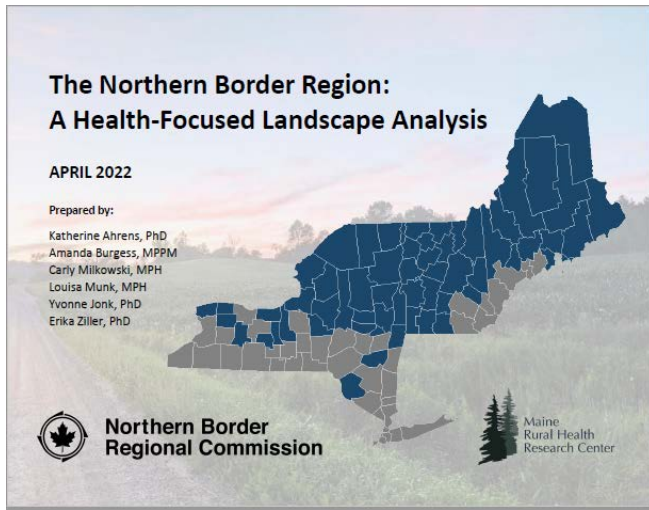 The Northern Border Region:
A Health-Focused Landscape Analysis
APRIL 2022
Prepared by:
Katherine Ahrens, PhD
Amanda Burgess, MPPM
Carly Milkowski, MPH
Louisa Munk, MPH
Yvonne Jonk, PhD
Erika Ziller, PhD
Northern Border
Regional Commission
Maine
Rural Health
Research Center